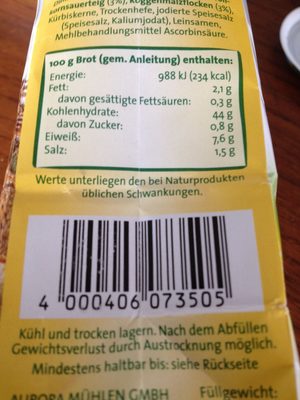 ornsauerteig (3%), Roggenmalzflocken (3%),
Kürbiskerne, Trockenhefe, jodierte Speisesalz
(Speisesalz, Kaliumjodat), Leinsamen,
Mehlbehandlungsmittel Ascorbinsäure.
100 g Brot (gem. Anleitung) enthalten:
Energie: 988 kJ (234 kcal)
Fett: 2,1 g
davon gesättigte Fettsäuren: 0,3 g
Kohlenhydrate: 44 g
davon Zucker: 0,8 g
Eiweiß: 7,6 g
Salz: 1,5 g
Werte unterliegen den bei Naturprodukten
üblichen Schwankungen.
4 000406 073505
Kühl und trocken lagern. Nach dem Abfüllen
Gewichtsverlust durch Austrocknung möglich.
Mindestens haltbar bis: siehe Rückseite
AURORA MÜHLEN GMBH Füllgewicht: